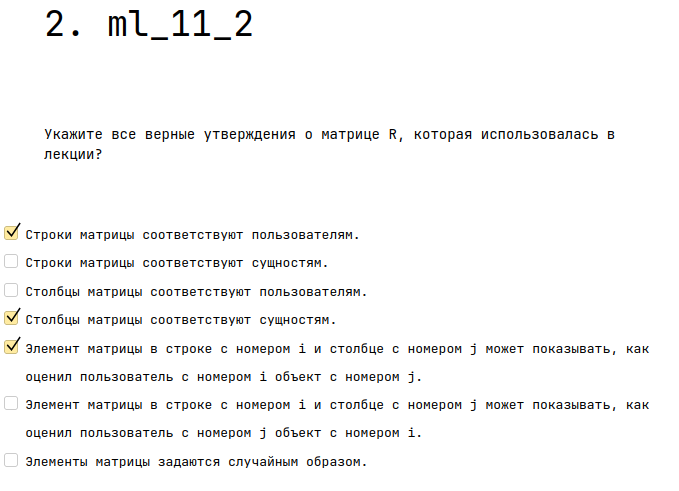 2. ml_11_2
Укажите все верные утверждения о матрице R, которая использовалась в
лекции?
Строки матрицы соответствуют пользователям.
Строки матрицы соответствуют сущностям.
Столбцы матрицы соответствуют пользователям.
Столбцы матрицы соответствуют сущностям.
Элемент матрицы в строке с номером i и столбце с номером j может показывать, как
оценил пользователь с номером i объект с номером j.
Элемент матрицы в строке с номером i и столбце с номером j может показывать, как
оценил пользователь с номером j объект с номером i.
Элементы матрицы задаются случайным образом.